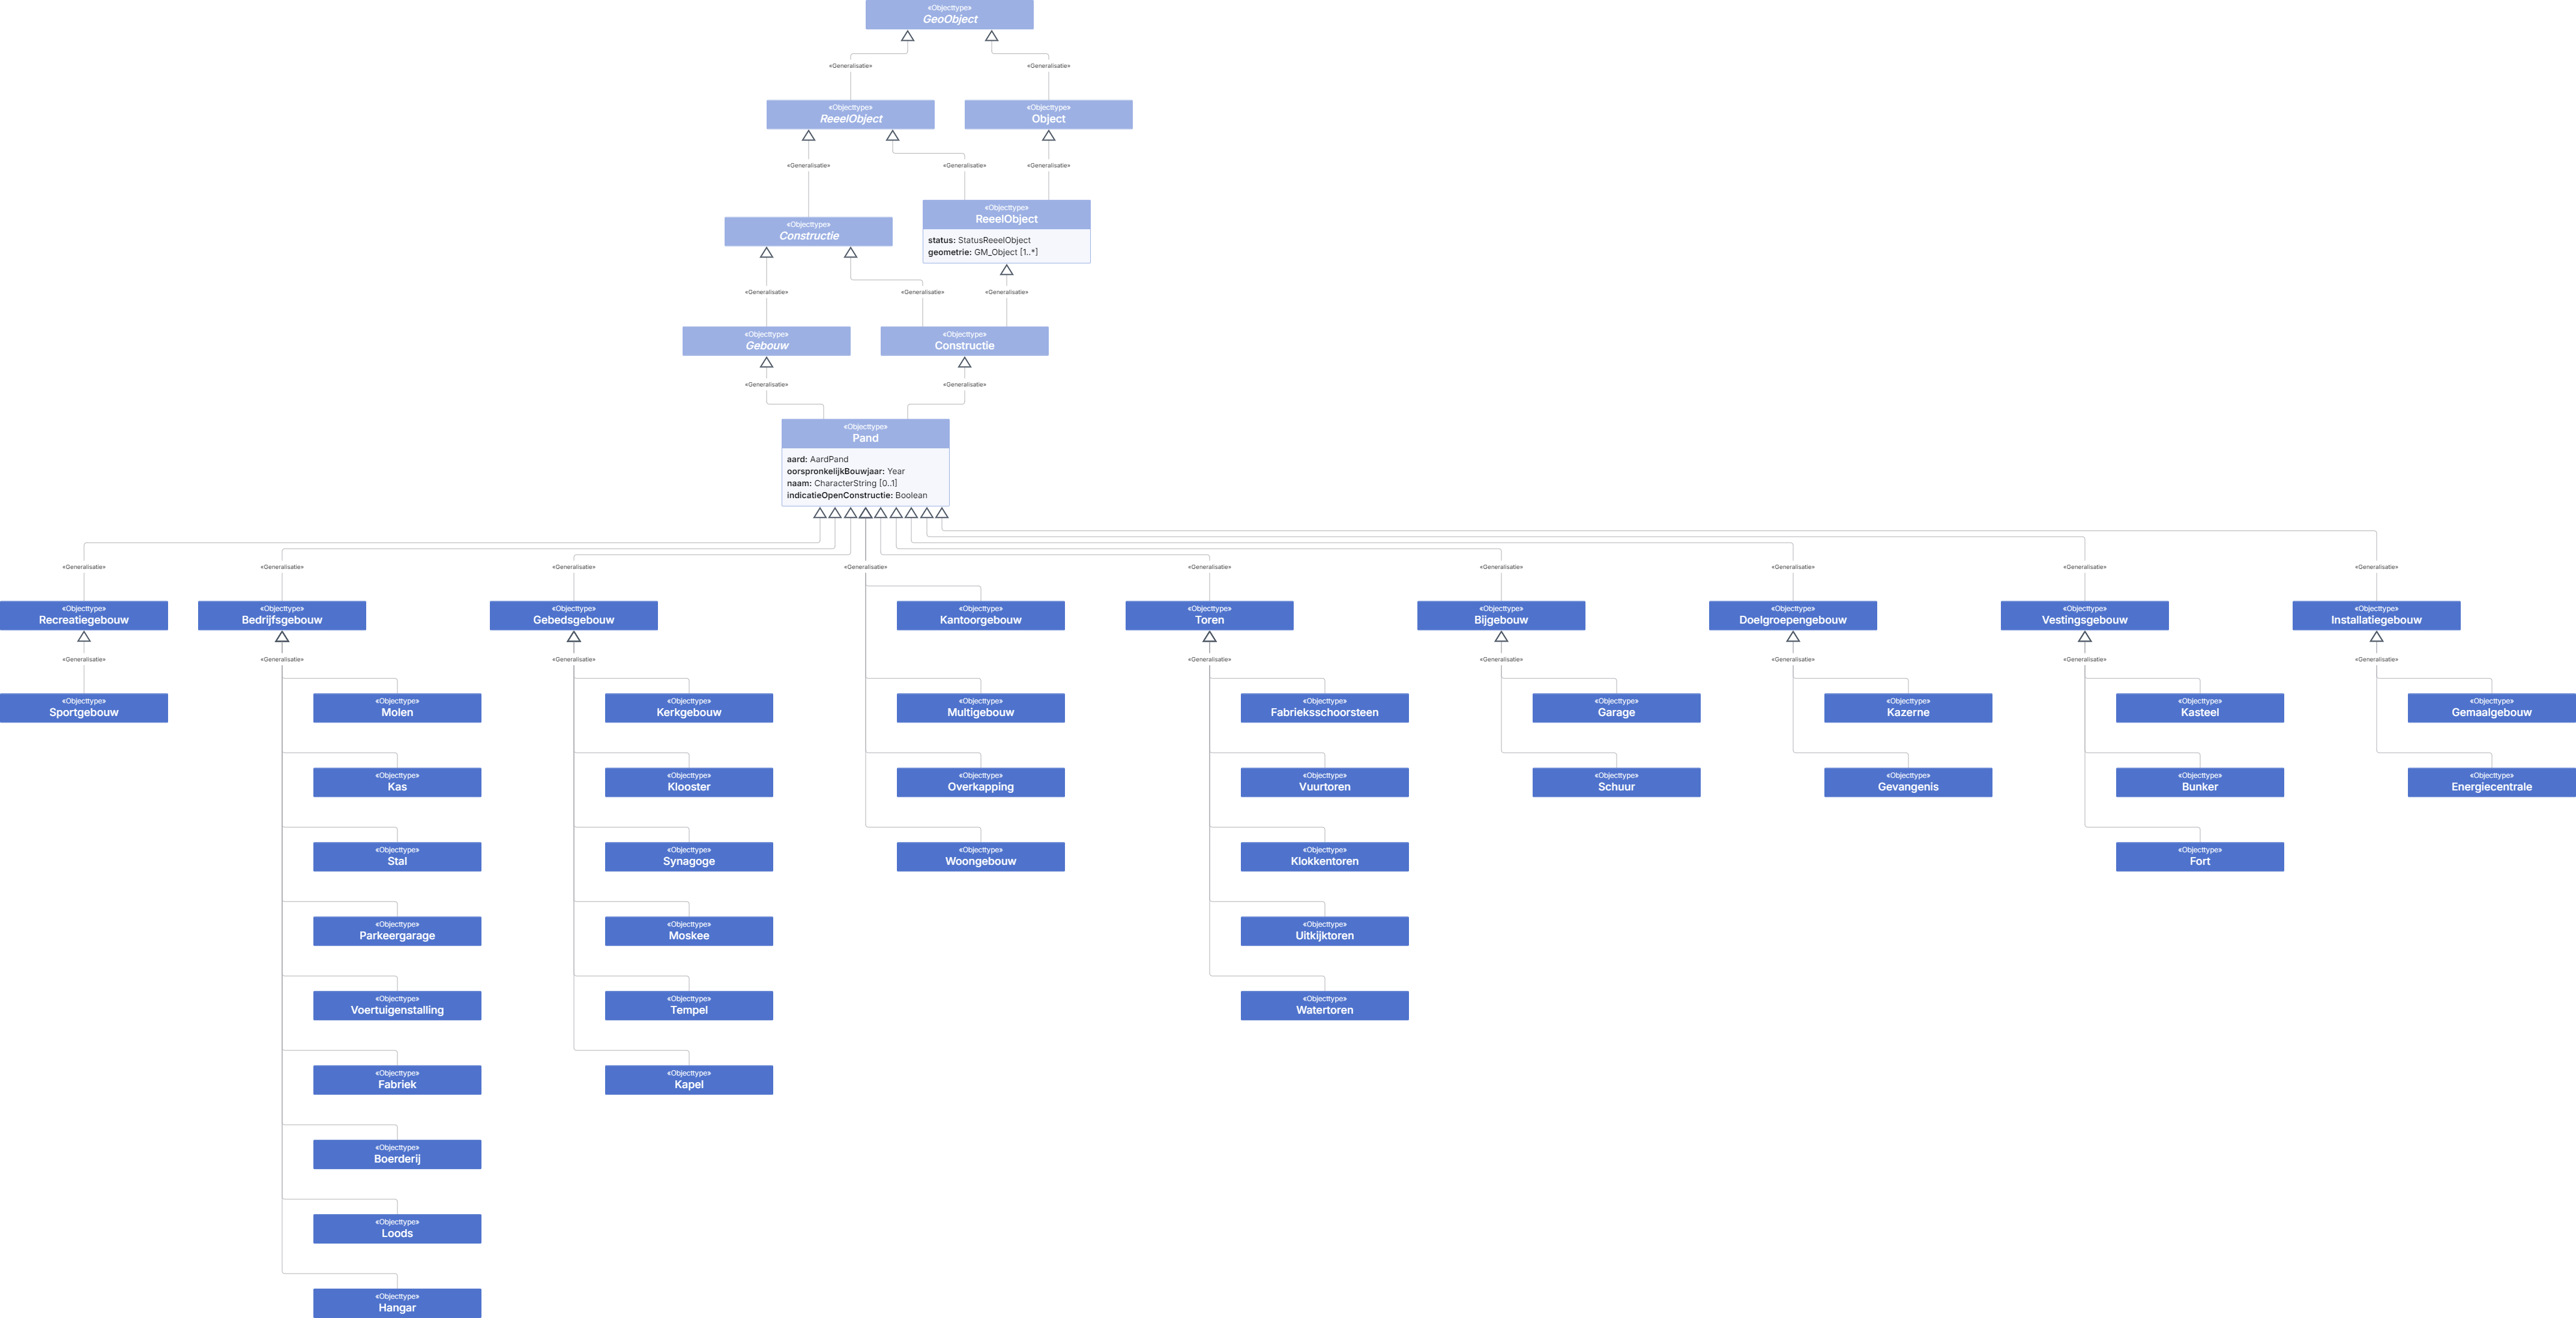 «Objecttype»
GeoObject
«Generalisatie»
«Generalisatie»
«Objecttype»
ReeelObject
«Objecttype»
Object
«Generalisatie»
«Generalisatie»
«Generalisatie»
«Objecttype»
ReeelObject
status: StatusReeelObject
geometrie: GM_Object [1..*]
«Objecttype»
Constructie
«Generalisatie»
«Generalisatie»
«Generalisatie»
«Objecttype»
Gebouw
«Objecttype»
Constructie
«Generalisatie»
«Generalisatie»
«Objecttype»
Pand
aard: AardPand
oorspronkelijkBouwjaar: Year
naam: CharacterString [0..1]
indicatieOpenConstructie: Boolean
«Generalisatie»
«Generalisatie»
«Generalisatie»
«Generalisatie»
«Generalisatie»
«Generalisatie»
«Generalisatie»
«Generalisatie»
«Generalisatie»
«Objecttype»
Recreatiegebouw
«Objecttype»
Bedrijfsgebouw
«Objecttype»
Gebedsgebouw
«Objecttype»
Kantoorgebouw
«Objecttype»
Toren
«Objecttype»
Bijgebouw
«Objecttype»
Doelgroepengebouw
«Objecttype»
Vestingsgebouw
«Objecttype»
Installatiegebouw
«Generalisatie»
«Generalisatie»
«Generalisatie»
«Generalisatie»
«Generalisatie»
«Generalisatie»
«Generalisatie»
«Generalisatie»
«Objecttype»
Sportgebouw
«Objecttype»
Molen
«Objecttype»
Kerkgebouw
«Objecttype»
Multigebouw
«Objecttype»
Fabrieksschoorsteen
«Objecttype»
Garage
«Objecttype»
Kazerne
«Objecttype»
Kasteel
«Objecttype»
Gemaalgebouw
«Objecttype»
Kas
«Objecttype»
Klooster
«Objecttype»
Overkapping
«Objecttype»
Vuurtoren
«Objecttype»
Schuur
«Objecttype»
Gevangenis
«Objecttype»
Bunker
«Objecttype»
Energiecentrale
«Objecttype»
Stal
«Objecttype»
Synagoge
«Objecttype»
Woongebouw
«Objecttype»
Klokkentoren
«Objecttype»
Fort
«Objecttype»
Parkeergarage
«Objecttype»
Moskee
«Objecttype»
Uitkijktoren
«Objecttype»
Voertuigenstalling
«Objecttype»
Tempel
«Objecttype»
Watertoren
«Objecttype»
Fabriek
«Objecttype»
Kapel
«Objecttype»
Boerderij
«Objecttype»
Loods
«Objecttype»
Hangar